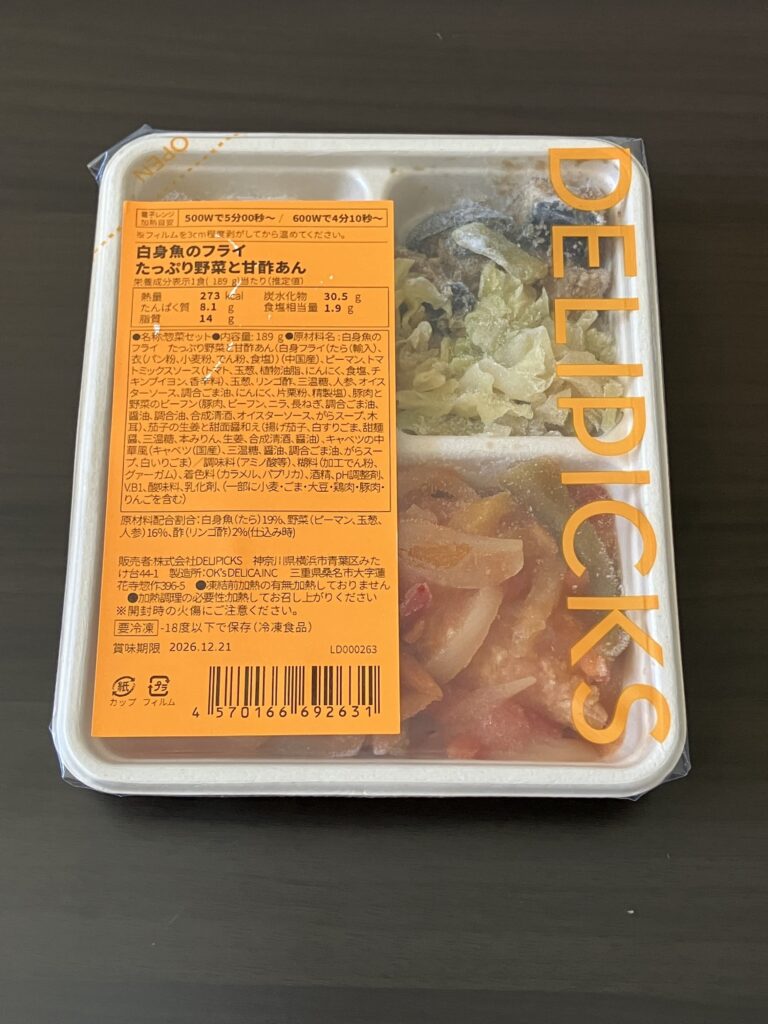 OPEN
DELIPICKS
電子レンジ
加熱目安
500Wで5分00秒～ / 600Wで4分10秒～
※フィルムを3cm程度剥がしてから温めてください。
白身魚のフライ
たっぷり野菜と甘酢あん
栄養成分表示1食( 189 g)当たり(推定値)
熱量 273 kcal 炭水化物 30.5 g
たんぱく質 8.1 g 食塩相当量 1.9 g
脂質 14 g
●名称:惣菜セット●内容量:189 g●原材料名:白身魚の
フライ たっぷり野菜と甘酢あん(白身フライ(たら(輸入)、
衣(パン粉、小麦粉、でん粉、食塩))(中国産)、ピーマン、トマ
トミックスソース(トマト、玉葱、植物油脂、にんにく、食塩、チ
キンブイヨン、香辛料)、玉葱、リンゴ酢、三温糖、人参、オイス
ターソース、調合ごま油、にんにく、片栗粉、精製塩)、豚肉と
野菜のビーフン(豚肉、ビーフン、ニラ、長ねぎ、調合ごま油、
醤油、調合油、合成清酒、オイスターソース、がらスープ、木
耳)、茄子の生姜と甜面醤和え(揚げ茄子、白すりごま、甜麺
醤、三温糖、本みりん、生姜、合成清酒、醤油)、キャベツの中
華風(キャベツ(国産)、三温糖、醤油、調合ごま油、がらスー
プ、白いりごま)／調味料(アミノ酸等)、糊料(加工でん粉、
グァーガム)、着色料(カラメル、パプリカ)、酒精、pH調整剤、
V.B1、酸味料、乳化剤、(一部に小麦・ごま・大豆・鶏肉・豚肉・
りんごを含む)
原材料配合割合:白身魚(たら)19%、野菜(ピーマン、玉葱、
人参)16%、酢(リンゴ酢)2%(仕込み時)
販売者:株式会社DELIPICKS 神奈川県横浜市青葉区みた
け台44-1 製造所:OK's DELICA.INC 三重県桑名市大字蓮
花寺惣作396-5 ●凍結前加熱の有無:加熱しておりません
●加熱調理の必要性:加熱してお召し上がりください
※開封時の火傷にご注意ください。
要冷凍 -18度以下で保存(冷凍食品)
賞味期限 2026.12.21 LD000263
紙 プラ
カップ フィルム
4 570166 692631